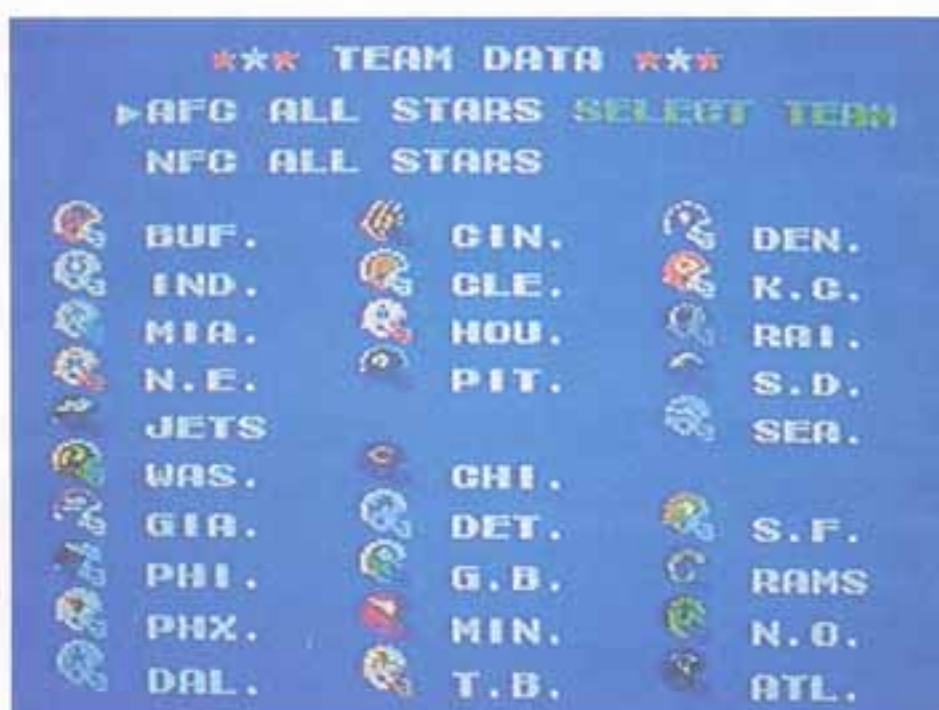 TEAM DATA
AFC ALL STARS SELECT TEAM
NFC ALL STARS
BUF. CIN. DEN.
IND. CLE. K.C.
MIA. HOU. RAI.
N.E. PIT. S.D.
JETS SEA.
WAS. CHI.
GIA. DET. S.F.
PHI. G.B. RAMS
PHX. MIN. N.O.
DAL. T.B. ATL.